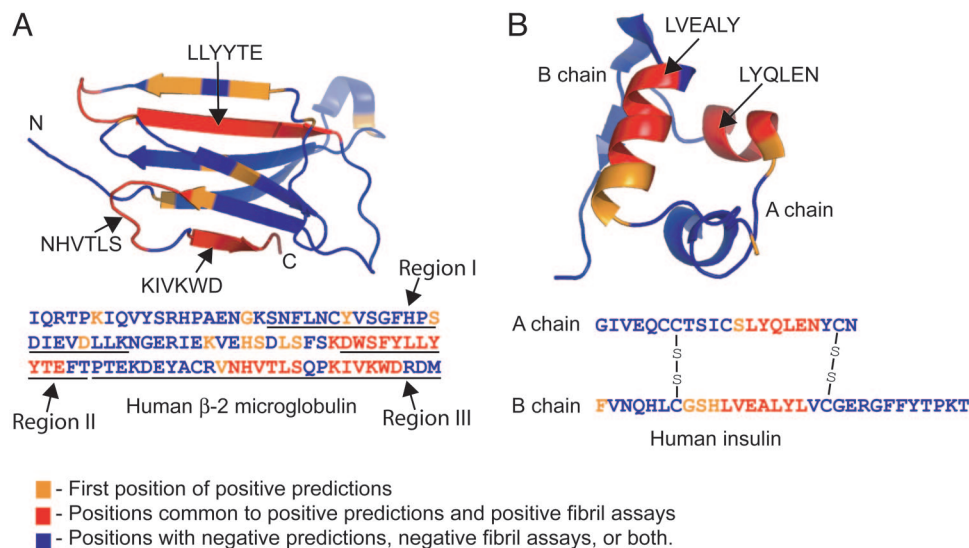 A
LLYYTE
N
NHVTLS
KIVKWD
C
Region I
IQRTPKIQVYSRHPAENGKSNFLNCYVSGFHPS
DIEVDLLKNGERIEKVEHSDLSFSKDWSFYLLY
YTEFTPTEKDEYACRVNHVTLSQPKIVKWDRDM
Region II
Human β-2 microglobulin
Region III
B
LVEALY
B chain
LYQLEN
A chain
A chain GIVEQCCTSICSLYQLENYCN
S S
S S
B chain FVNQHLCGSHLVEALYLVCGERGFFYTPKT
Human insulin
- First position of positive predictions
- Positions common to positive predictions and positive fibril assays
- Positions with negative predictions, negative fibril assays, or both.